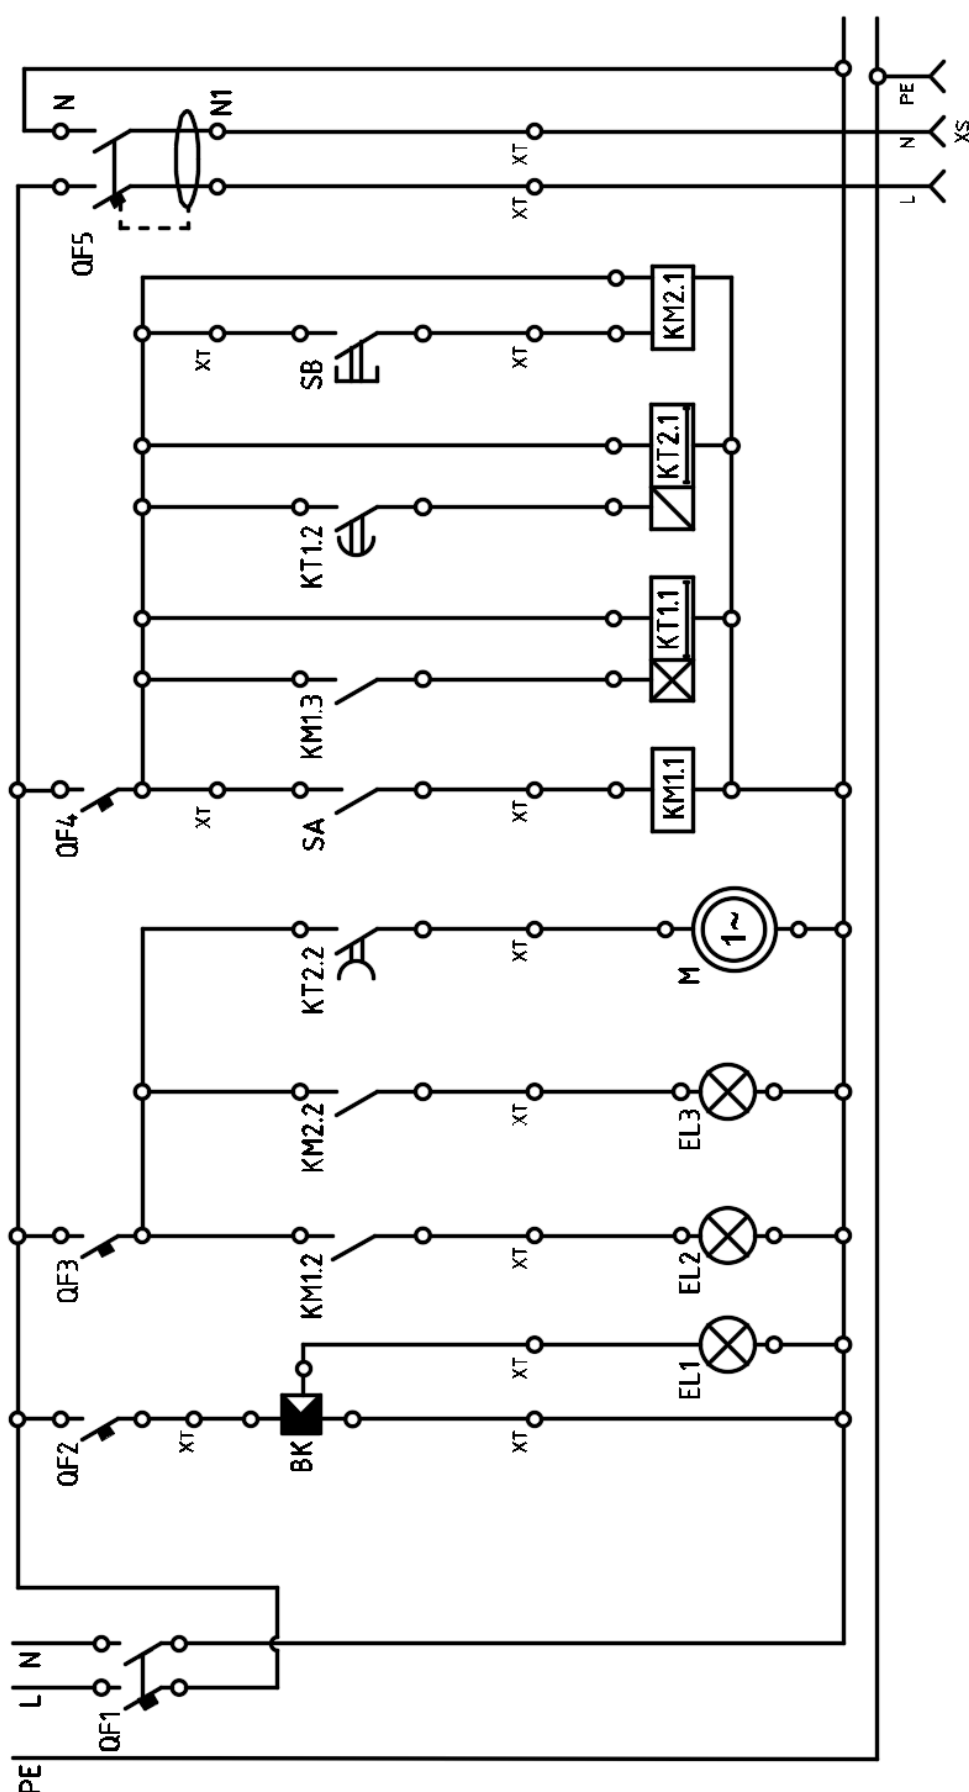 PE
L
N
QF2
QF3
QF4
N
QF5
QF1
XT
XT
XT
N1
BK
KM1.2
KM2.2
KT2.2
SA
KM1.3
KT1.2
SB
XT
XT
XT
XT
XT
XT
XT
XT
XT
EL1
EL2
EL3
M
1~
KM1.1
KT1.1
KT2.1
KM2.1
L
N
PE
XS